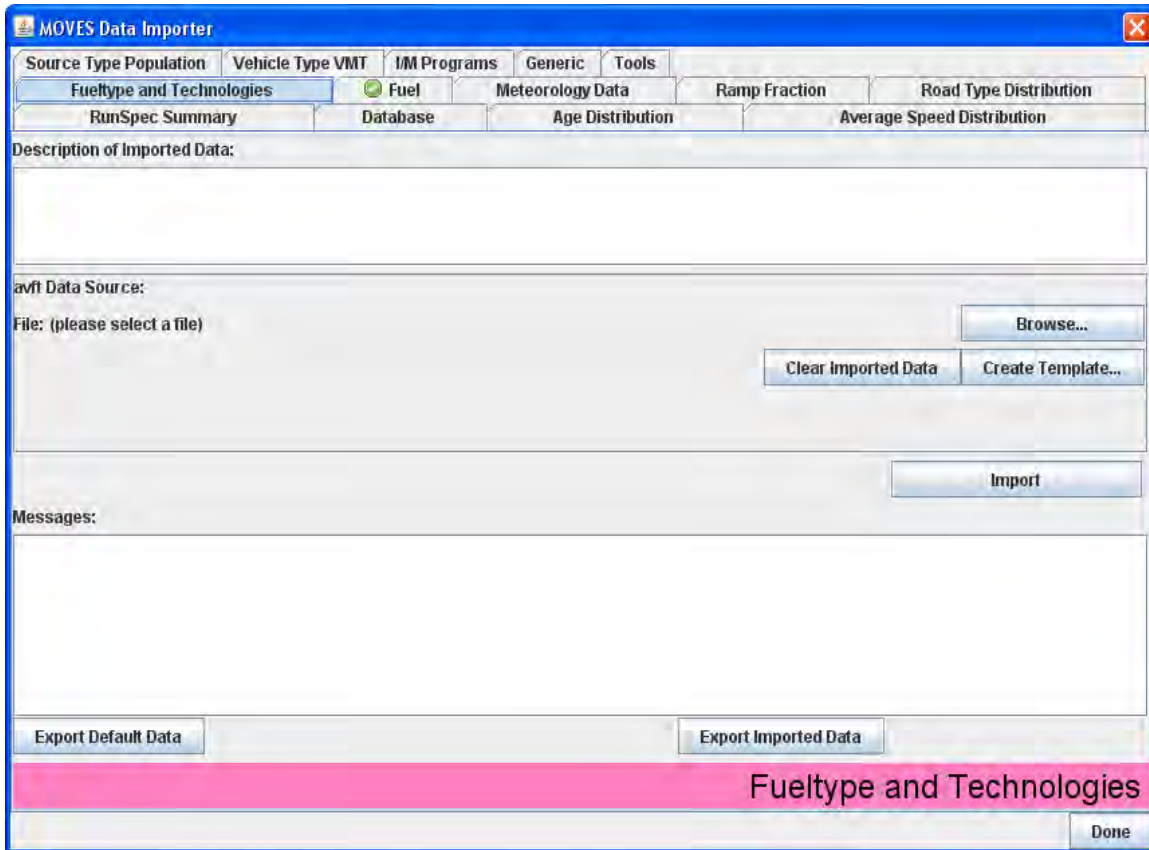 MOVES Data Importer
Source Type Population Vehicle Type VMT I/M Programs Generic Tools
Fueltype and Technologies Fuel Meteorology Data Ramp Fraction Road Type Distribution
RunSpec Summary Database Age Distribution Average Speed Distribution
Description of Imported Data:
avft Data Source:
File: (please select a file) Browse...
Clear Imported Data Create Template...
Import
Messages:
Export Default Data Export Imported Data
Fueltype and Technologies
Done